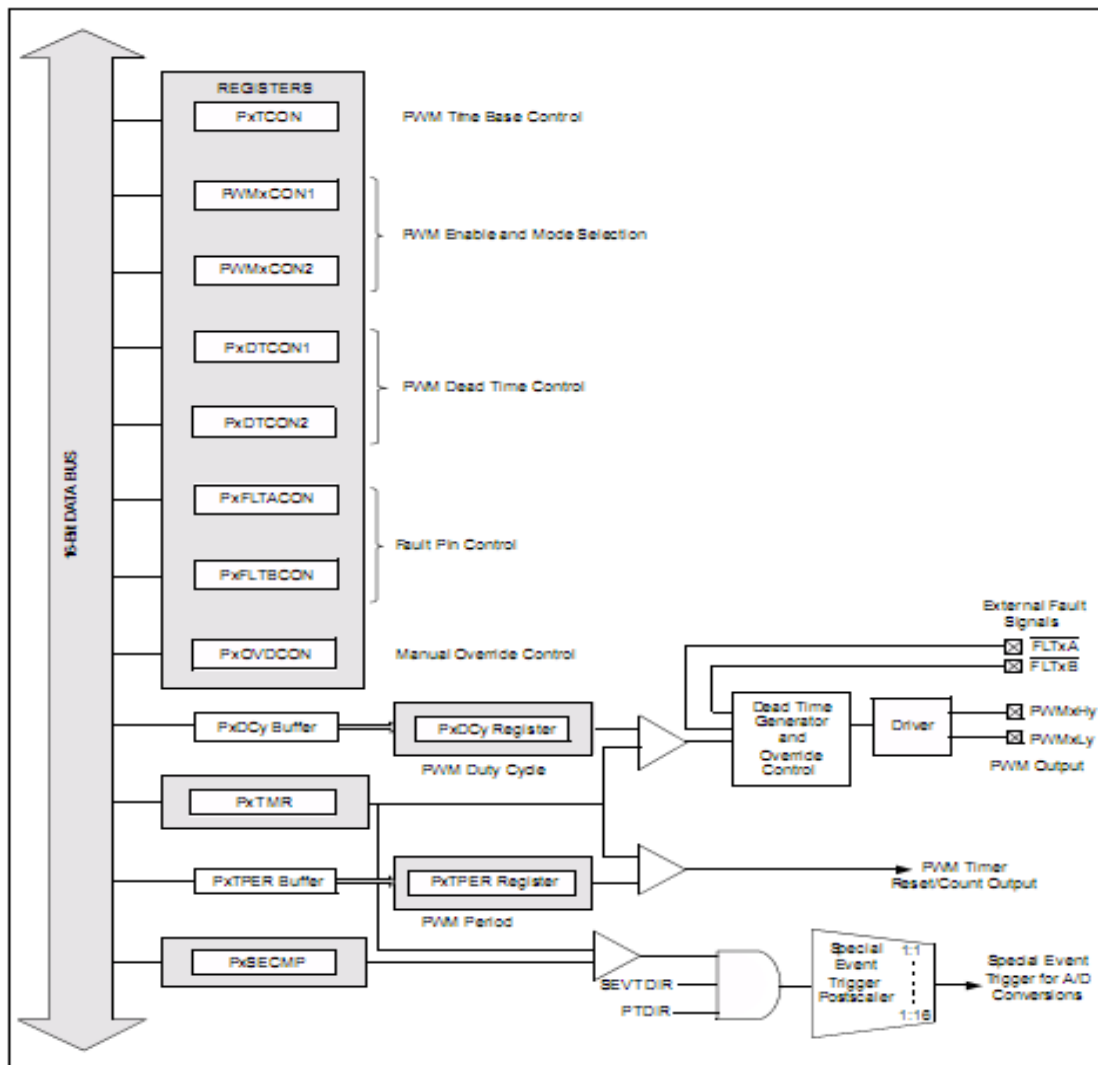 REGISTERS
PxTCON
PWM Time Base Control
PWMxCON1
PWM Enable and Mode Selection
PWMxCON2
PxDTCON1
PWM Dead Time Control
PxDTCON2
16-Bit DATA BUS
PxFLTACON
Fault Pin Control
PxFLTBCON
PxOVDCON
Manual Override Control
External Fault
Signals
FLTxA
FLTxB
PxDCy Buffer
PxDCy Register
PWM Duty Cycle
Dead Time
Generator
and
Override
Control
Driver
PWMxHy
PWMxLy
PWM Output
PxTMR
PxTPER Buffer
PxTPER Register
PWM Period
PWM Timer
Reset/Count Output
PxSECMP
SEVTDIR
PTDIR
Special
Event
Trigger
Postscaler
1:1
1:16
Special Event
Trigger for A/D
Conversions